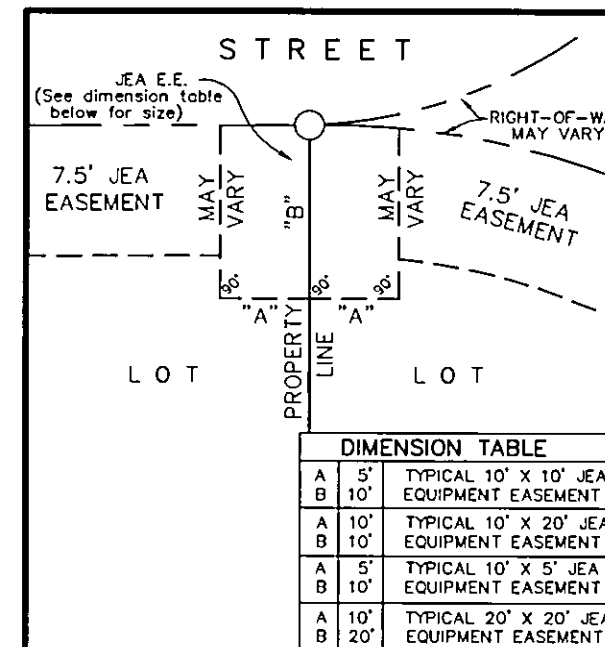 STREET
JEA E.E.
(See dimension table
below for size)
RIGHT-OF-WA
MAY VARY
7.5' JEA
EASEMENT
MAY
VARY
"B"
MAY
VARY
7.5' JEA
EASEMENT
90°
90°
90°
"A"
"A"
PROPERTY
LINE
LOT
LOT
DIMENSION TABLE
A 5' TYPICAL 10' X 10' JEA
B 10' EQUIPMENT EASEMENT
A 10' TYPICAL 10' X 20' JEA
B 10' EQUIPMENT EASEMENT
A 5' TYPICAL 10' X 5' JEA
B 10' EQUIPMENT EASEMENT
A 10' TYPICAL 20' X 20' JEA
B 20' EQUIPMENT EASEMENT